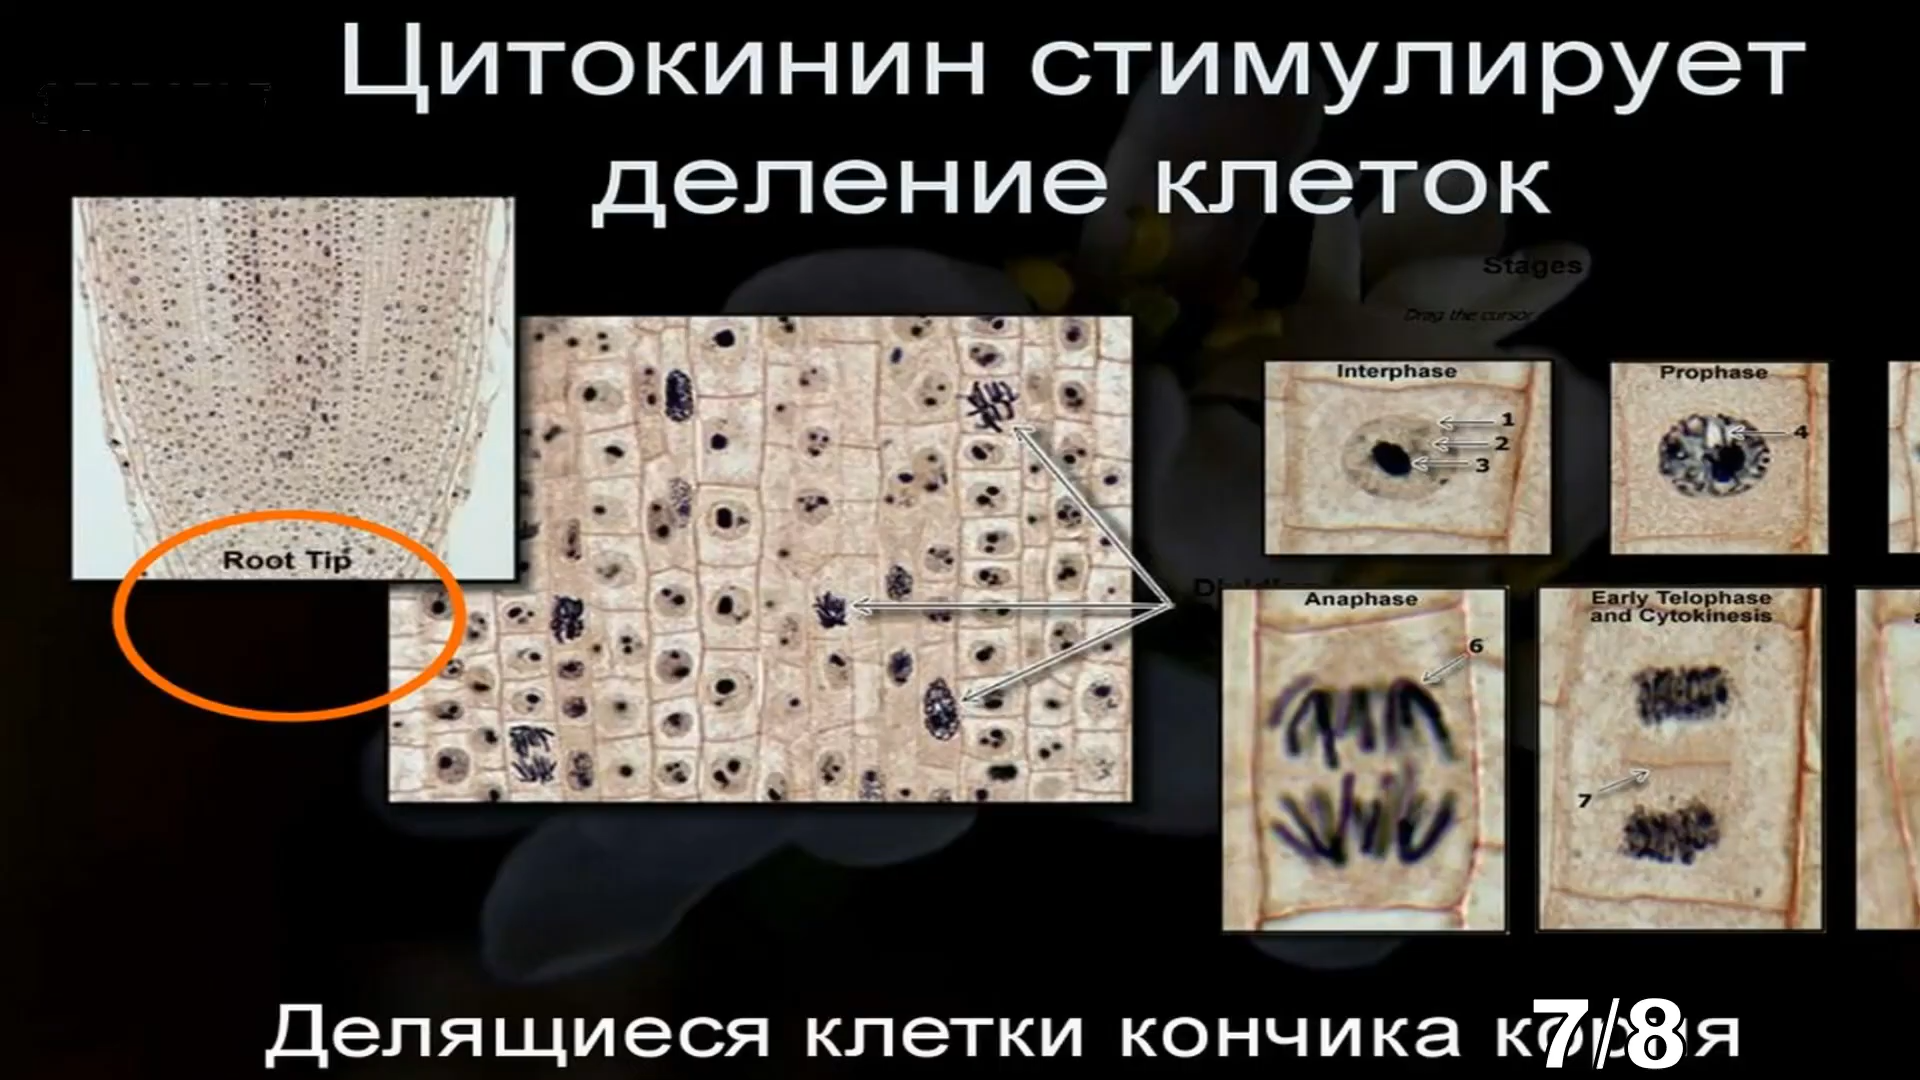 Цитокинин стимулирует
деление клеток
Stages
Drag the cursor
Interphase
1
2
3
Prophase
4
Root Tip
Anaphase
6
Early Telophase
and Cytokinesis
7
Делящиеся клетки кончика
7/8